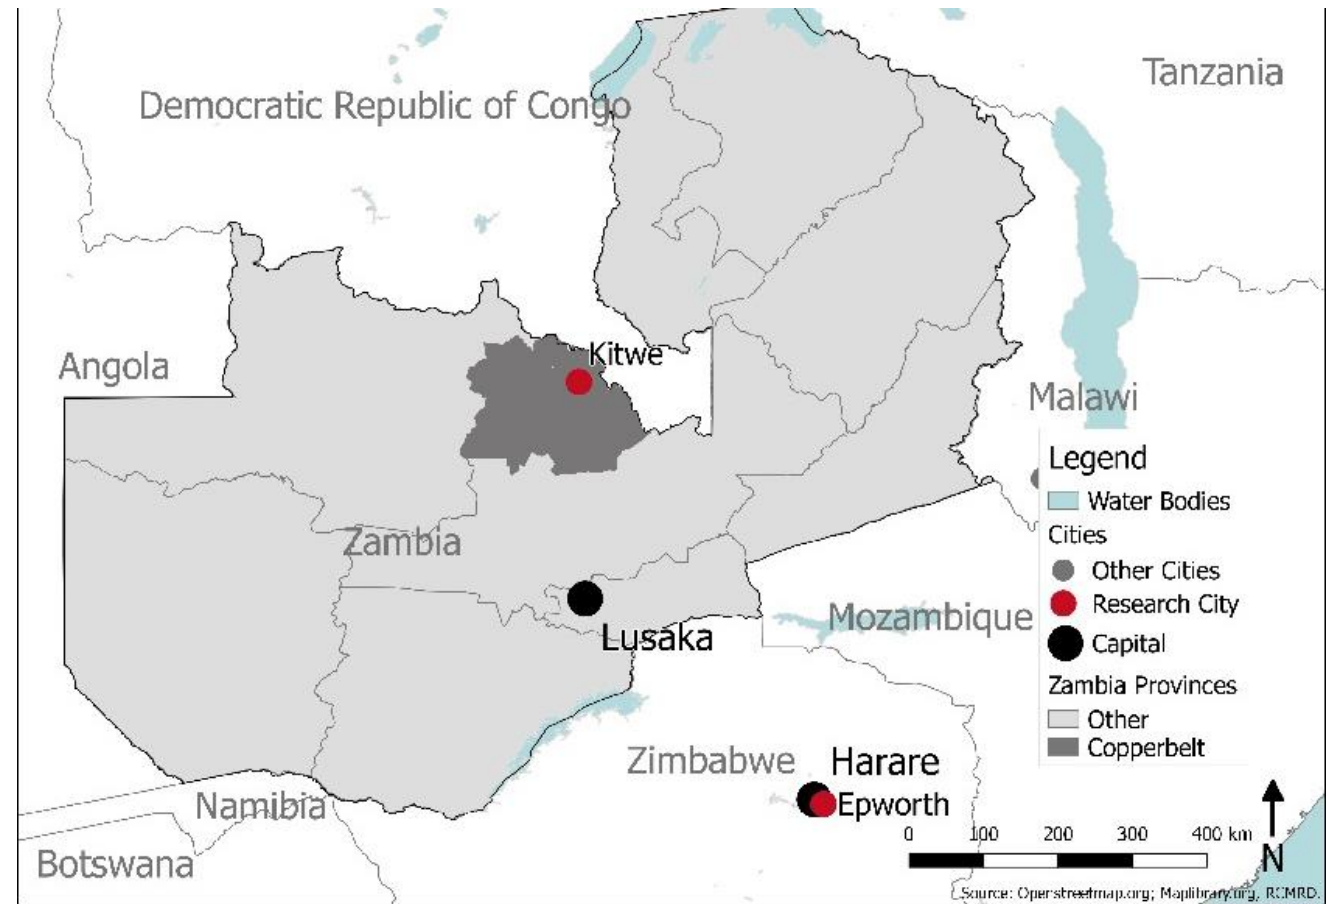 Tanzania
Democratic Republic of Congo
Kitwe
Angola
Malawi
Legend
Water Bodies
Cities
Other Cities
Research City
Capital
Zambia Provinces
Other
Copperbelt
Zambia
Lusaka
Mozambique
Zimbabwe
Harare
Epworth
Namibia
Botswana
0 100 200 300 400 km
N
Source: Openstreetmap.org; Maplibrary.org, RCMRD.